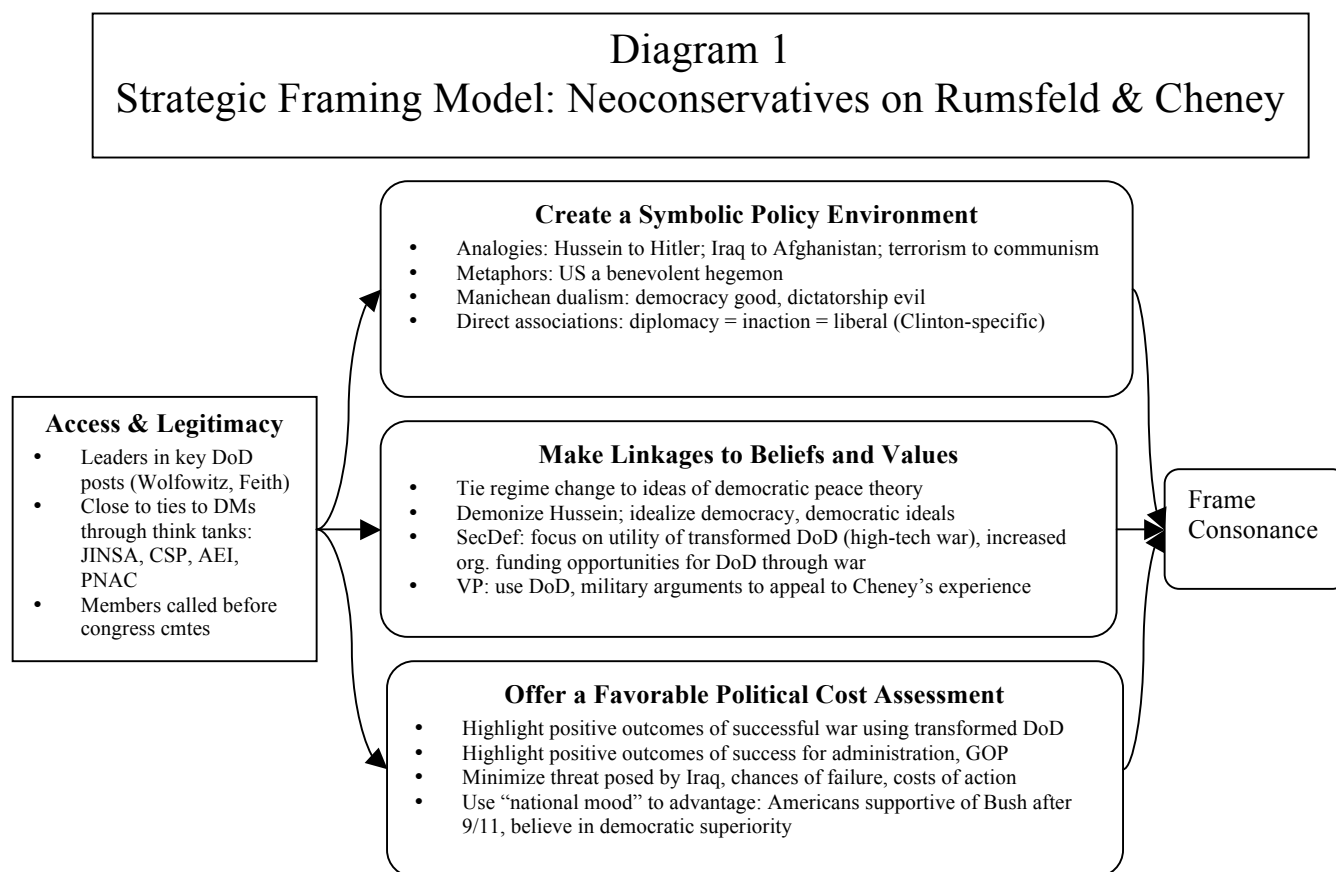 Diagram 1
Strategic Framing Model: Neoconservatives on Rumsfeld & Cheney
Create a Symbolic Policy Environment
• Analogies: Hussein to Hitler; Iraq to Afghanistan; terrorism to communism
• Metaphors: US a benevolent hegemon
• Manichean dualism: democracy good, dictatorship evil
• Direct associations: diplomacy = inaction = liberal (Clinton-specific)
Access & Legitimacy
• Leaders in key DoD
posts (Wolfowitz, Feith)
• Close to ties to DMs
through think tanks:
JINSA, CSP, AEI,
PNAC
• Members called before
congress cmtes
Make Linkages to Beliefs and Values
• Tie regime change to ideas of democratic peace theory
• Demonize Hussein; idealize democracy, democratic ideals
• SecDef: focus on utility of transformed DoD (high-tech war), increased
org. funding opportunities for DoD through war
• VP: use DoD, military arguments to appeal to Cheney’s experience
Frame
Consonance
Offer a Favorable Political Cost Assessment
• Highlight positive outcomes of successful war using transformed DoD
• Highlight positive outcomes of success for administration, GOP
• Minimize threat posed by Iraq, chances of failure, costs of action
• Use “national mood” to advantage: Americans supportive of Bush after
9/11, believe in democratic superiority